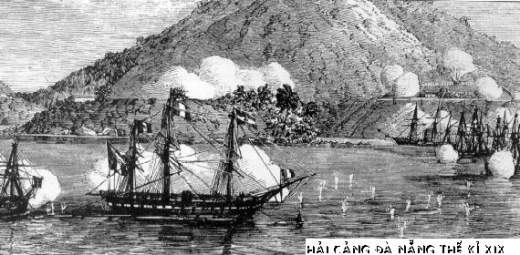 HẢI CẢNG ĐÀ NẴNG THẾ KỈ XIX